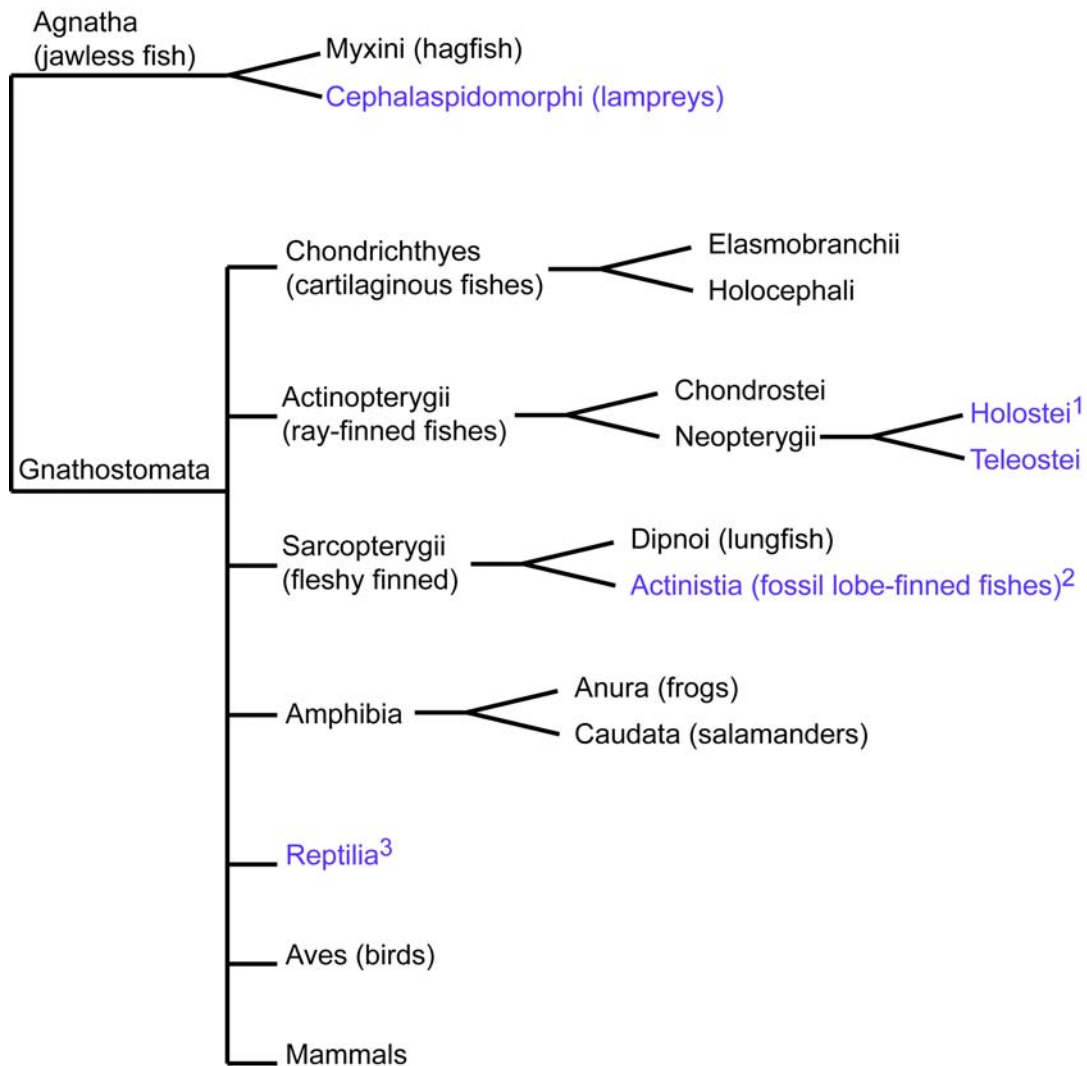 Agnatha
(jawless fish)
Myxini (hagfish)
Cephalaspidomorphi (lampreys)
Chondrichthyes
(cartilaginous fishes)
Elasmobranchii
Holocephali
Actinopterygii
(ray-finned fishes)
Chondrostei
Neopterygii
Holostei1
Teleostei
Gnathostomata
Sarcopterygii
(fleshy finned)
Dipnoi (lungfish)
Actinistia (fossil lobe-finned fishes)2
Amphibia
Anura (frogs)
Caudata (salamanders)
Reptilia3
Aves (birds)
Mammals